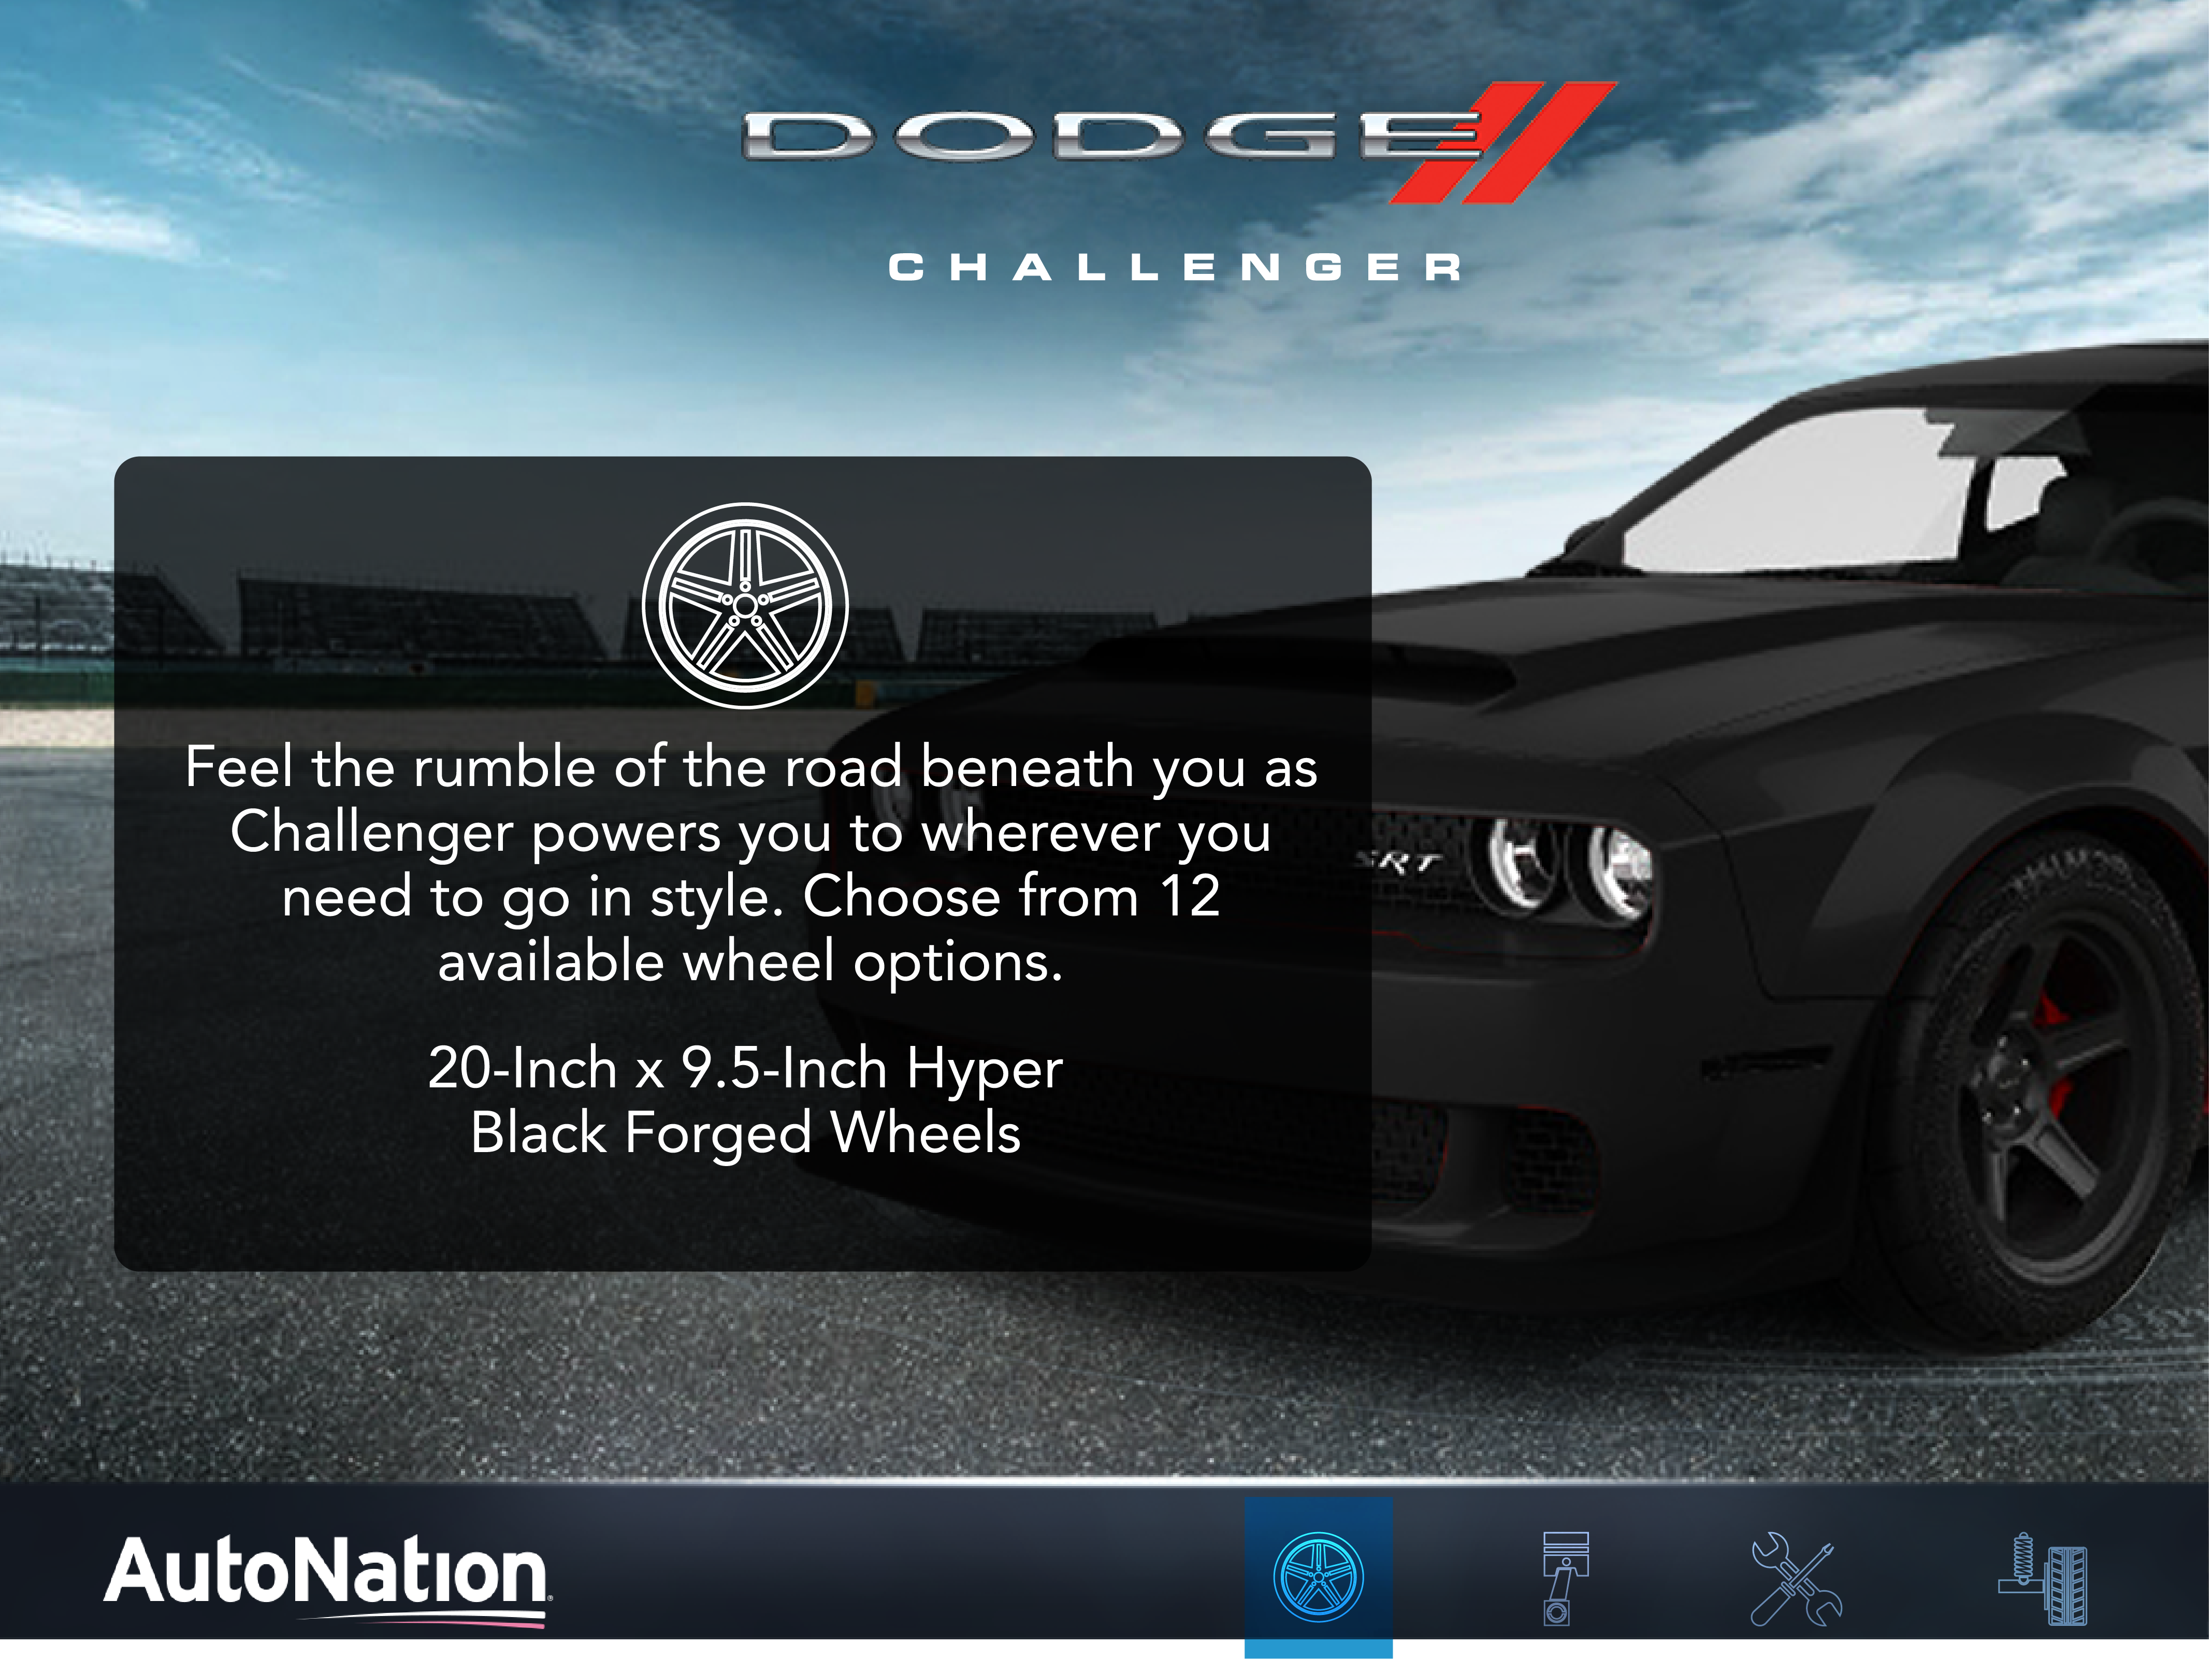 DODGE
CHALLENGER
Feel the rumble of the road beneath you as
Challenger powers you to wherever you
need to go in style. Choose from 12
available wheel options.
SRT
20-Inch x 9.5-Inch Hyper
Black Forged Wheels
AutoNation